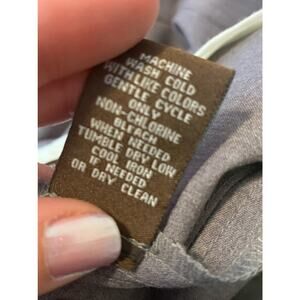 MACHINE
WASH COLD
WITH LIKE COLORS
GENTLE CYCLE
ONLY
NON-CHLORINE
BLEACH
WHEN NEEDED
TUMBLE DRY LOW
COOL IRON
IF NEEDED
OR DRY CLEAN